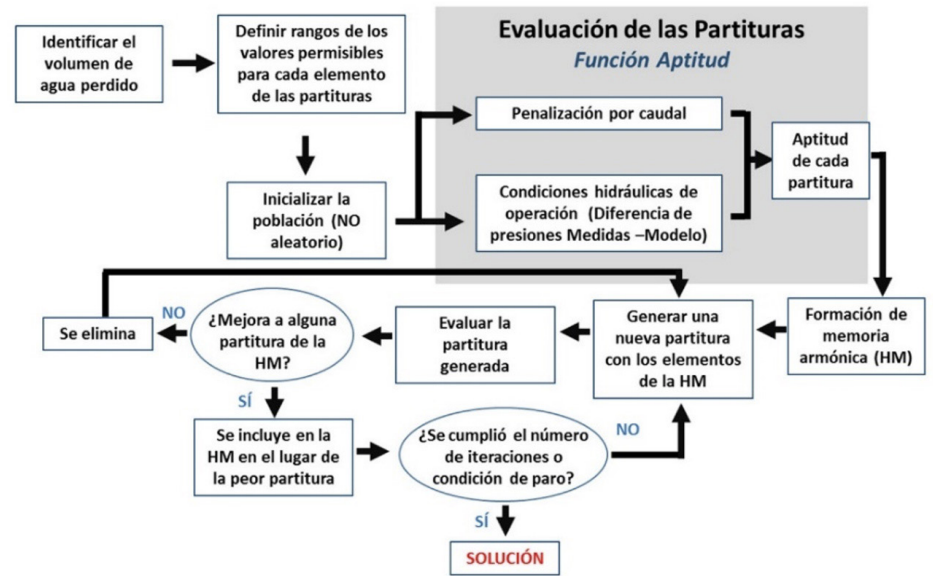 Identificar el
volumen de
agua perdido
Definir rangos de los
valores permisibles
para cada elemento
de las partituras
Evaluación de las Partituras
Función Aptitud
Penalización por caudal
Aptitud
de cada
partitura
Inicializar la
población (NO
aleatorio)
Condiciones hidráulicas de
operación (Diferencia de
presiones Medidas –Modelo)
Formación de
memoria
armónica (HM)
Generar una
nueva partitura
con los elementos
de la HM
Evaluar la
partitura
generada
¿Mejora a alguna
partitura de la
HM?
NO
Se elimina
SÍ
Se incluye en la
HM en el lugar de
la peor partitura
¿Se cumplió el número
de iteraciones o
condición de paro?
NO
SÍ
SOLUCIÓN